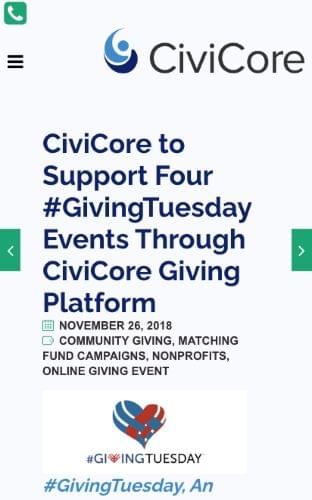 CiviCore
CiviCore to
Support Four
#GivingTuesday
Events Through
CiviCore Giving
Platform
NOVEMBER 26, 2018
COMMUNITY GIVING, MATCHING
FUND CAMPAIGNS, NONPROFITS,
ONLINE GIVING EVENT
#GIVINGTUESDAY
#GivingTuesday, An